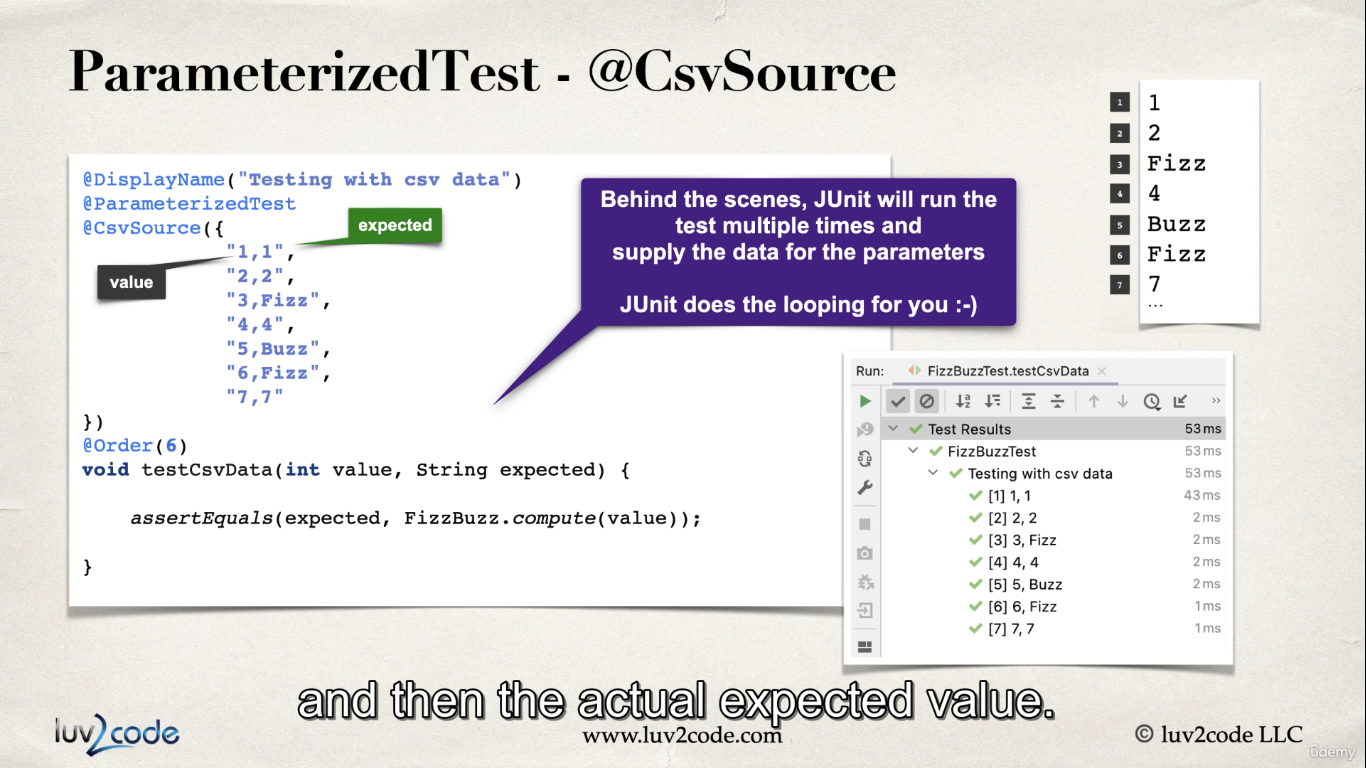 ParameterizedTest - @CsvSource
@DisplayName("Testing with csv data")
@ParameterizedTest
@CsvSource({
"1,1",
"2,2",
"3,Fizz",
"4,4",
"5,Buzz",
"6,Fizz",
"7,7"
})
@Order(6)
void testCsvData(int value, String expected) {
assertEquals(expected, FizzBuzz.compute(value));
}
expected
value
Behind the scenes, JUnit will run the
test multiple times and
supply the data for the parameters
JUnit does the looping for you :-)
1 1
2 2
3 Fizz
4 4
5 Buzz
6 Fizz
7 7
...
Run: FizzBuzzTest.testCsvData
Test Results 53 ms
FizzBuzzTest 53 ms
Testing with csv data 53 ms
[1] 1, 1 43 ms
[2] 2, 2 2 ms
[3] 3, Fizz 2 ms
[4] 4, 4 2 ms
[5] 5, Buzz 2 ms
[6] 6, Fizz 1 ms
[7] 7, 7 1 ms
and then the actual expected value.
luv2code
www.luv2code.com
© luv2code LLC
ûdemy